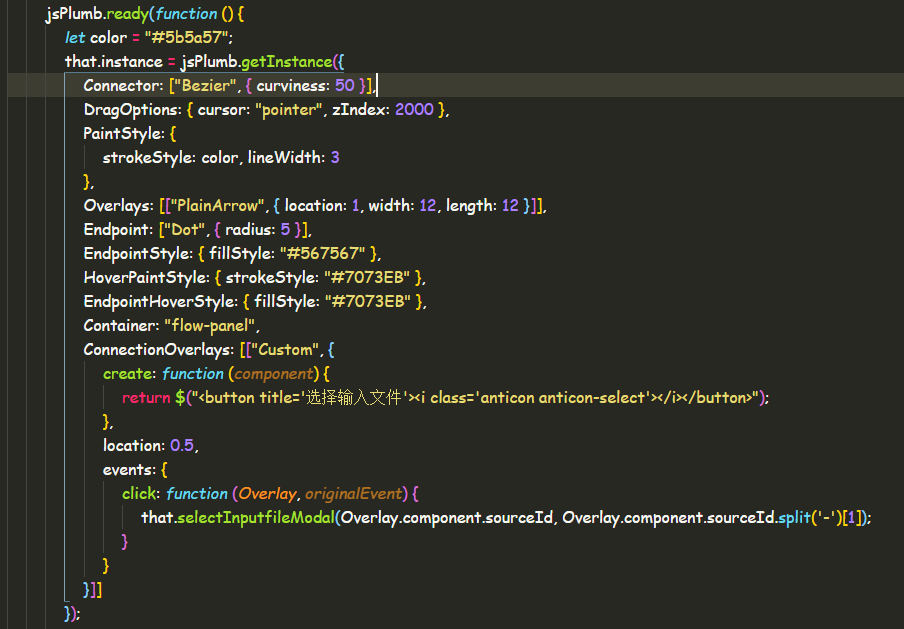 jsPlumb.ready(function () {
let color = "#5b5a57";
that.instance = jsPlumb.getInstance({
Connector: ["Bezier", { curviness: 50 }],
DragOptions: { cursor: "pointer", zIndex: 2000 },
PaintStyle: {
strokeStyle: color, lineWidth: 3
},
Overlays: [["PlainArrow", { location: 1, width: 12, length: 12 }]],
Endpoint: ["Dot", { radius: 5 }],
EndpointStyle: { fillStyle: "#567567" },
HoverPaintStyle: { strokeStyle: "#7073EB" },
EndpointHoverStyle: { fillStyle: "#7073EB" },
Container: "flow-panel",
ConnectionOverlays: [["Custom", {
create: function (component) {
return $("<button title='选择输入文件'><i class='anticon anticon-select'></i></button>");
},
location: 0.5,
events: {
click: function (Overlay, originalEvent) {
that.selectInputfileModal(Overlay.component.sourceId, Overlay.component.sourceId.split('-')[1]);
}
}
}]]
});